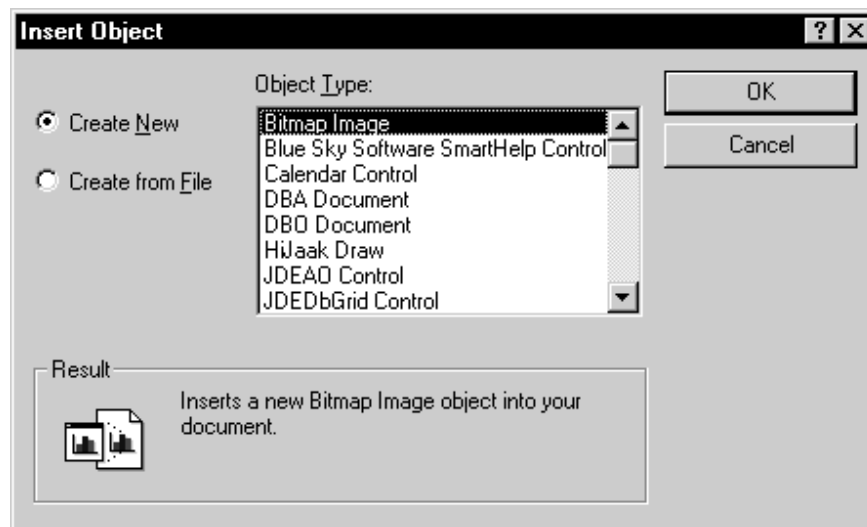 Insert Object
Object Type:
Create New
Create from File
Bitmap Image
Blue Sky Software SmartHelp Control
Calendar Control
DBA Document
DBO Document
HiJaak Draw
JDEAO Control
JDEDbGrid Control
OK
Cancel
Result
Inserts a new Bitmap Image object into your
document.